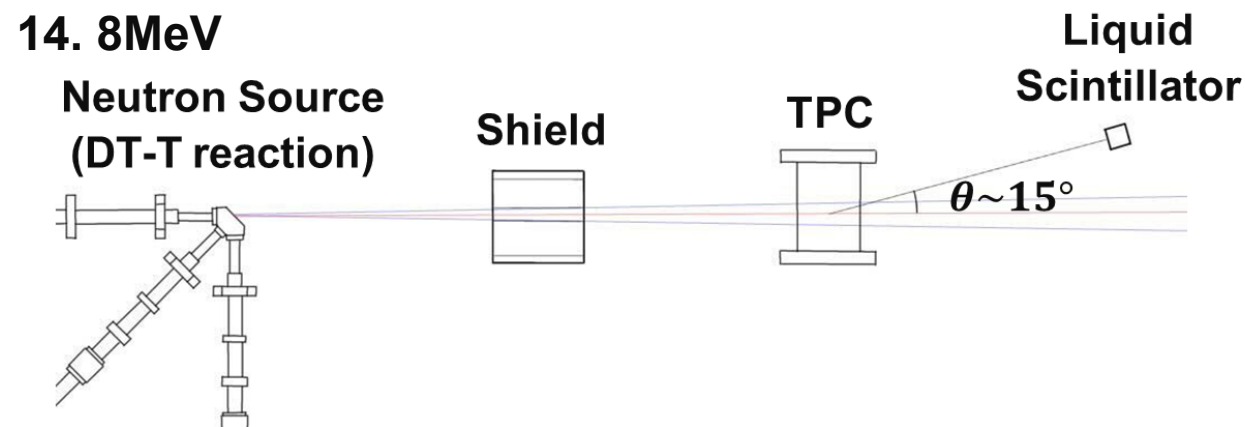 14. 8MeV
Neutron Source
(DT-T reaction)
Shield
TPC
Liquid
Scintillator
θ~15°